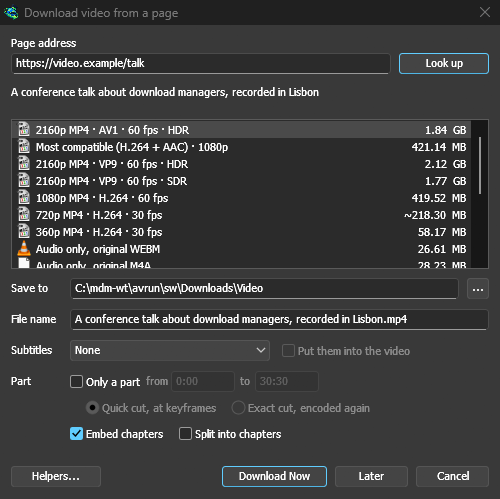 Download video from a page
Page address
https://video.example/talk
Look up
A conference talk about download managers, recorded in Lisbon
2160p MP4 · AV1 · 60 fps · HDR 1.84 GB
Most compatible (H.264 + AAC) · 1080p 421.14 MB
2160p MP4 · VP9 · 60 fps · HDR 2.12 GB
2160p MP4 · VP9 · 60 fps · SDR 1.77 GB
1080p MP4 · H.264 · 60 fps 419.52 MB
720p MP4 · H.264 · 30 fps ~218.30 MB
360p MP4 · H.264 · 30 fps 58.17 MB
Audio only, original WEBM 26.61 MB
Audio only, original M4A 28.23 MB
Save to C:\mdm-wt\avrun\sw\Downloads\Video ...
File name A conference talk about download managers, recorded in Lisbon.mp4
Subtitles None Put them into the video
Part Only a part from 0:00 to 30:30
Quick cut, at keyframes Exact cut, encoded again
Embed chapters Split into chapters
Helpers... Download Now Later Cancel